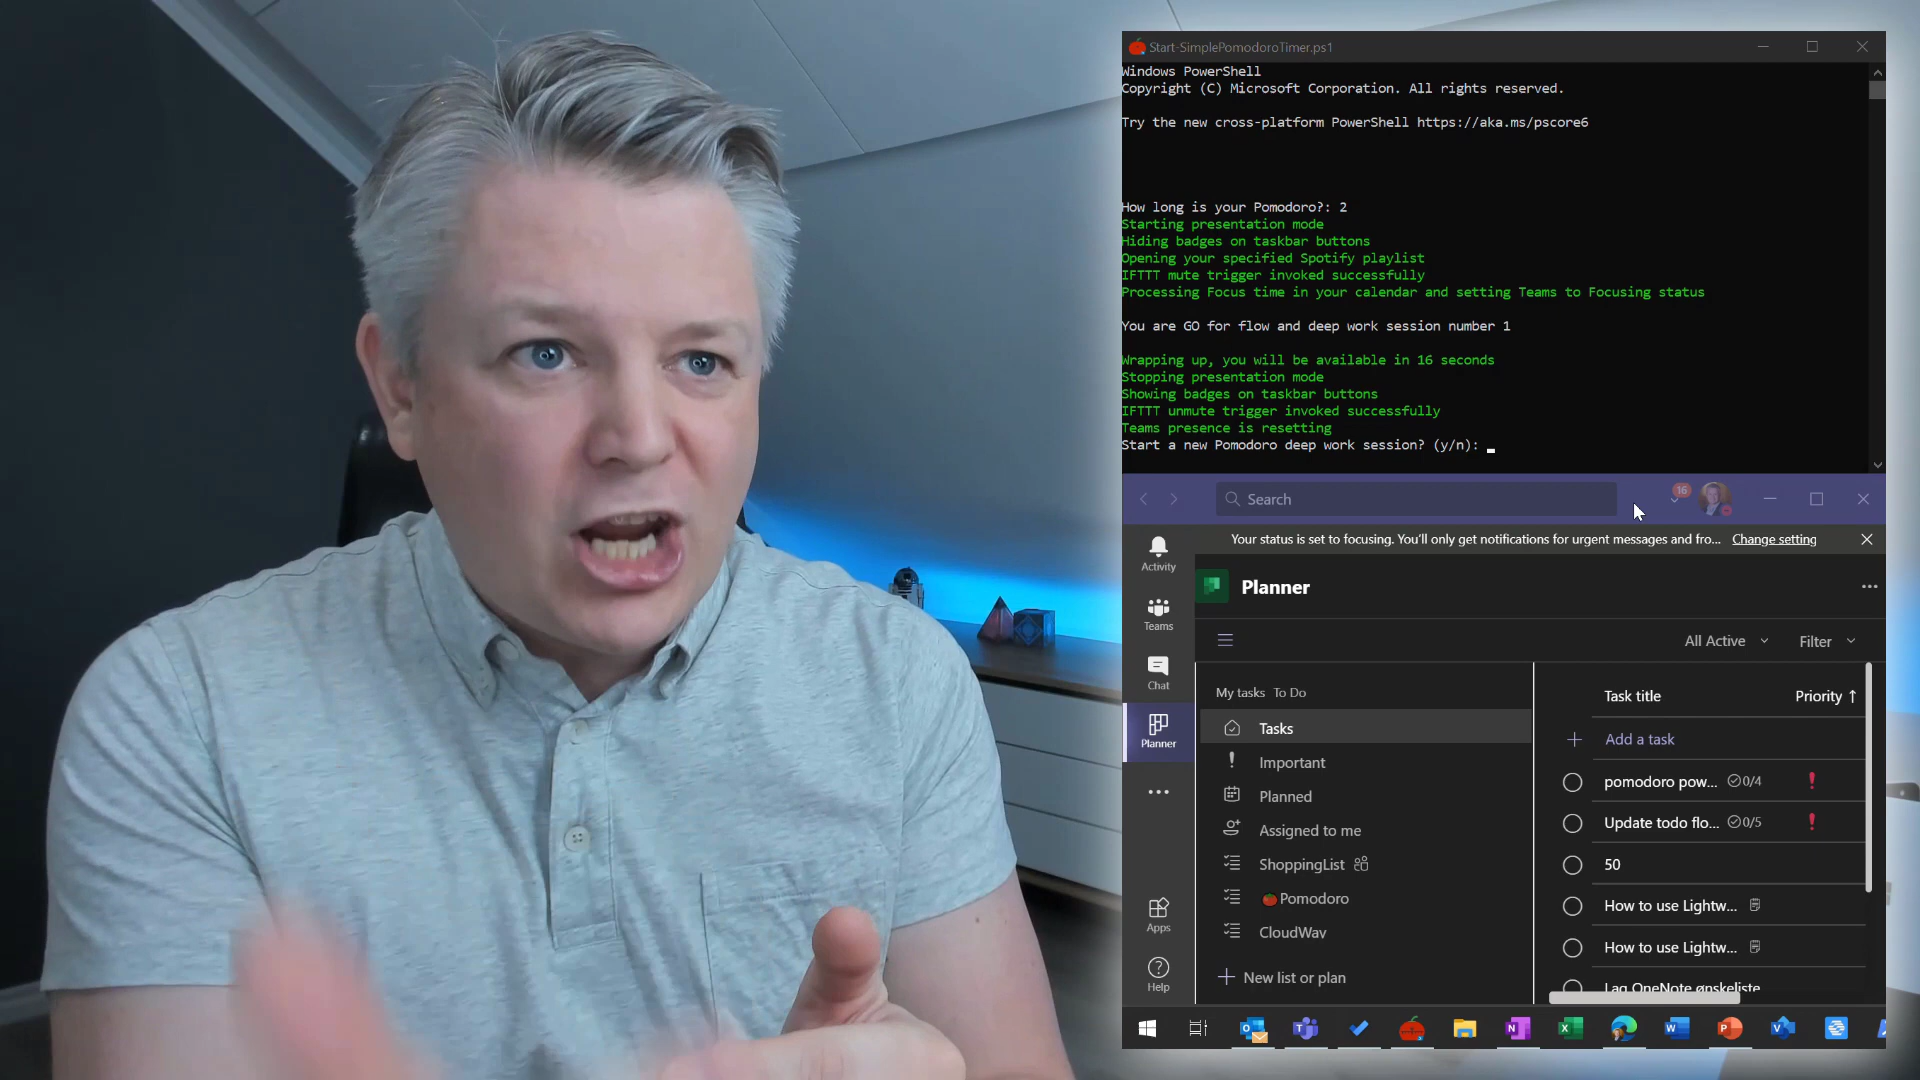 Start-SimplePomodoroTimer.ps1
Windows PowerShell
Copyright (C) Microsoft Corporation. All rights reserved.
Try the new cross-platform PowerShell https://aka.ms/pscore6
How long is your Pomodoro?: 2
Starting presentation mode
Hiding badges on taskbar buttons
Opening your specified Spotify playlist
IFTTT mute trigger invoked successfully
Processing Focus time in your calendar and setting Teams to Focusing status
You are GO for flow and deep work session number 1
Wrapping up, you will be available in 16 seconds
Stopping presentation mode
Showing badges on taskbar buttons
IFTTT unmute trigger invoked successfully
Teams presence is resetting
Start a new Pomodoro deep work session? (y/n):
Search
16
Your status is set to focusing. You'll only get notifications for urgent messages and fro... Change setting
Activity
Teams
Chat
Planner
Apps
Help
Planner
All Active
Filter
My tasks To Do
Tasks
Important
Planned
Assigned to me
ShoppingList
Pomodoro
CloudWay
New list or plan
Task title Priority ↑
Add a task
pomodoro pow... 0/4
Update todo flo... 0/5
50
How to use Lightw...
How to use Lightw...
Lag OneNote ønskeliste